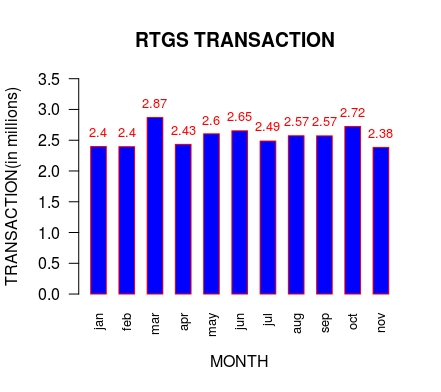 RTGS TRANSACTION
TRANSACTION(in millions)
3.5
3.0
2.5
2.0
1.5
1.0
0.5
0.0
2.4 2.4 2.87 2.43 2.6 2.65 2.49 2.57 2.57 2.72 2.38
jan feb mar apr may jun jul aug sep oct nov
MONTH